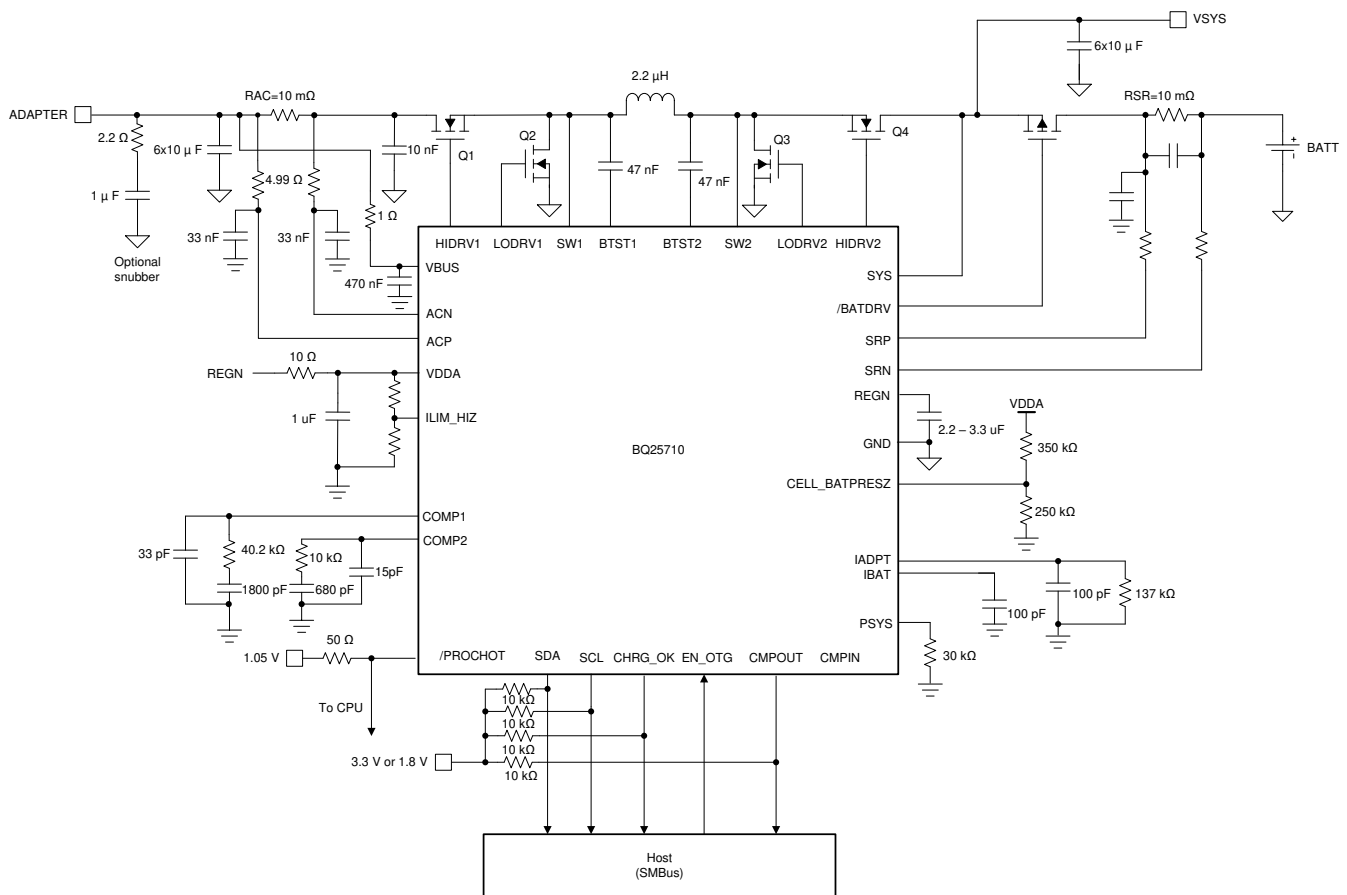 VSYS
6x10 µ F
2.2 µH
RAC=10 mΩ
RSR=10 mΩ
ADAPTER
2.2 Ω
6x10 µ F
10 nF
Q1
Q2
Q3
Q4
47 nF
47 nF
BATT
+
-
4.99 Ω
1 µ F
1 Ω
33 nF
33 nF
Optional
snubber
HIDRV1
LODRV1
SW1
BTST1
BTST2
SW2
LODRV2
HIDRV2
VBUS
470 nF
SYS
ACN
/BATDRV
ACP
SRP
10 Ω
REGN
VDDA
SRN
REGN
1 uF
ILIM_HIZ
2.2 – 3.3 uF
VDDA
GND
350 kΩ
BQ25710
CELL_BATPRESZ
250 kΩ
COMP1
COMP2
33 pF
40.2 kΩ
10 kΩ
15pF
1800 pF
680 pF
IADPT
IBAT
100 pF
137 kΩ
100 pF
PSYS
30 kΩ
50 Ω
1.05 V
/PROCHOT
SDA
SCL
CHRG_OK
EN_OTG
CMPOUT
CMPIN
To CPU
10 kΩ
10 kΩ
10 kΩ
10 kΩ
3.3 V or 1.8 V
Host
(SMBus)